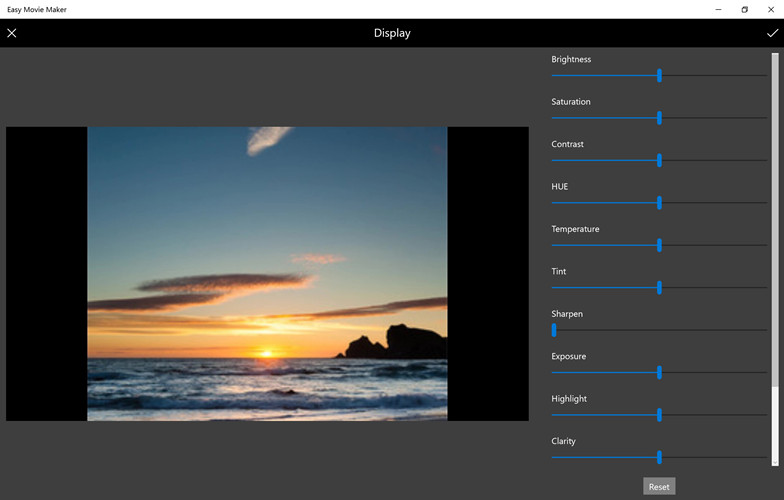 Easy Movie Maker
Display
Brightness
Saturation
Contrast
HUE
Temperature
Tint
Sharpen
Exposure
Highlight
Clarity
Reset